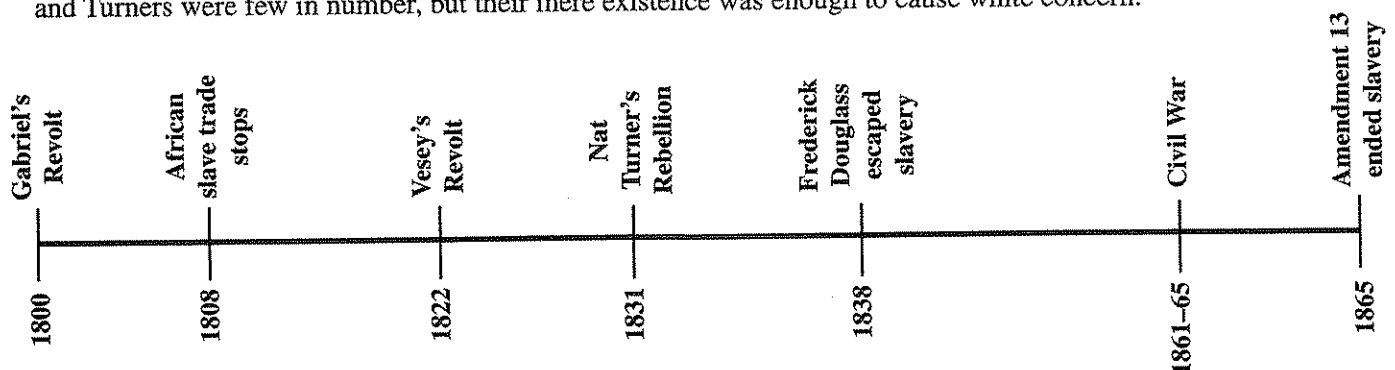 and Turners were few in number, but their mere existence was enough to cause white concern.
Gabriel's
Revolt
African
slave trade
stops
Vesey's
Revolt
Nat
Turner's
Rebellion
Frederick
Douglass
escaped
slavery
Civil War
Amendment 13
ended slavery
1800
1808
1822
1831
1838
1861–65
1865